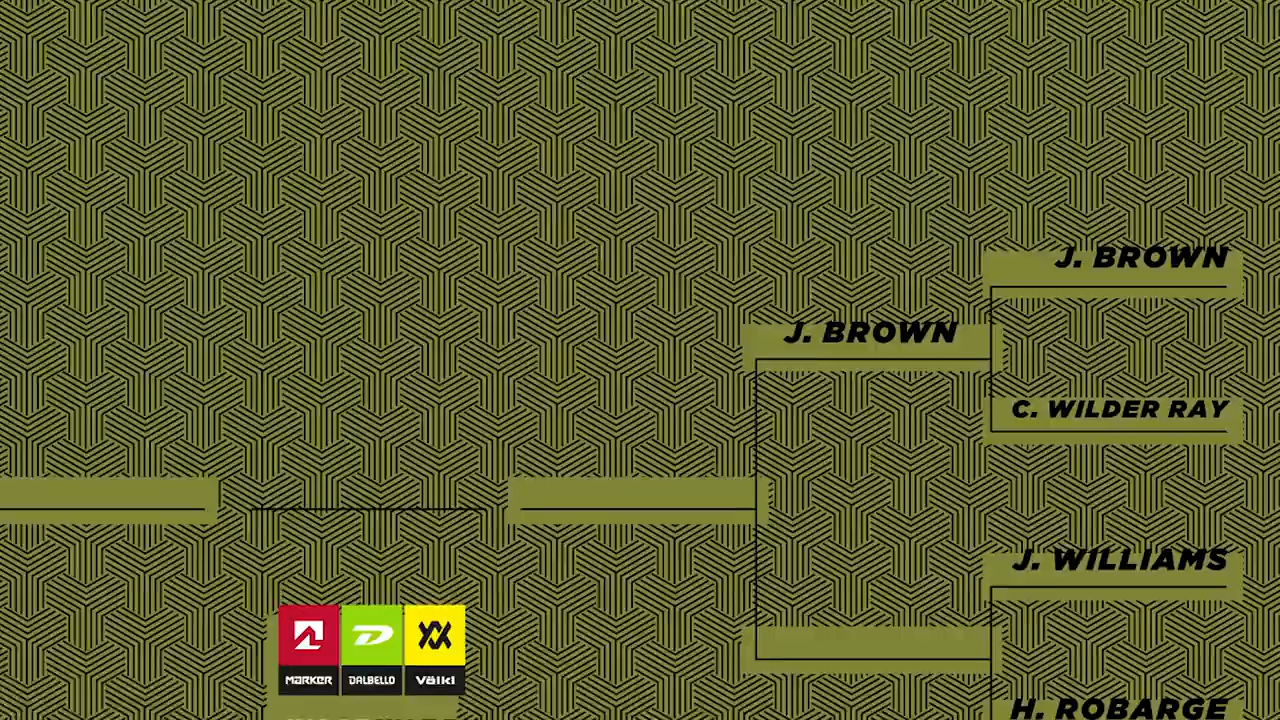 J. BROWN
J. BROWN
C. WILDER RAY
J. WILLIAMS
MARKER
DALBELLO
Völkl
H. ROBARGE